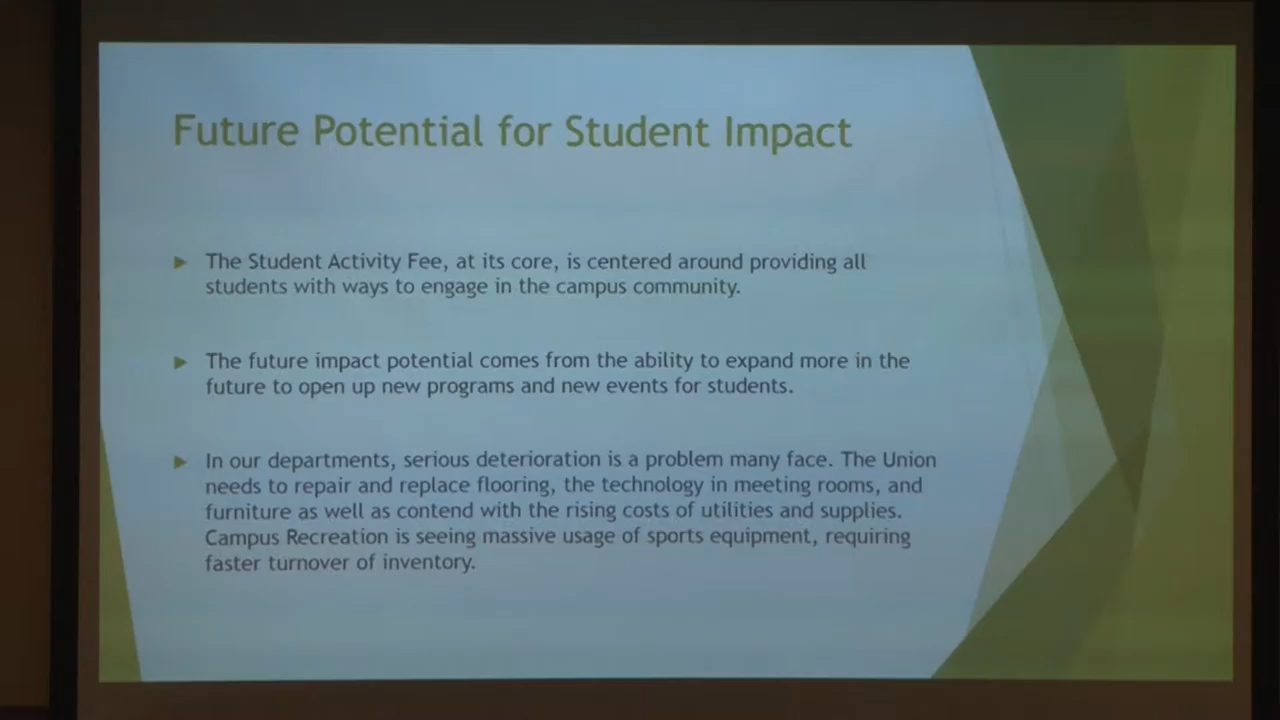 Future Potential for Student Impact
The Student Activity Fee, at its core, is centered around providing all
students with ways to engage in the campus community.
The future impact potential comes from the ability to expand more in the
future to open up new programs and new events for students.
In our departments, serious deterioration is a problem many face. The Union
needs to repair and replace flooring, the technology in meeting rooms, and
furniture as well as contend with the rising costs of utilities and supplies.
Campus Recreation is seeing massive usage of sports equipment, requiring
faster turnover of inventory.